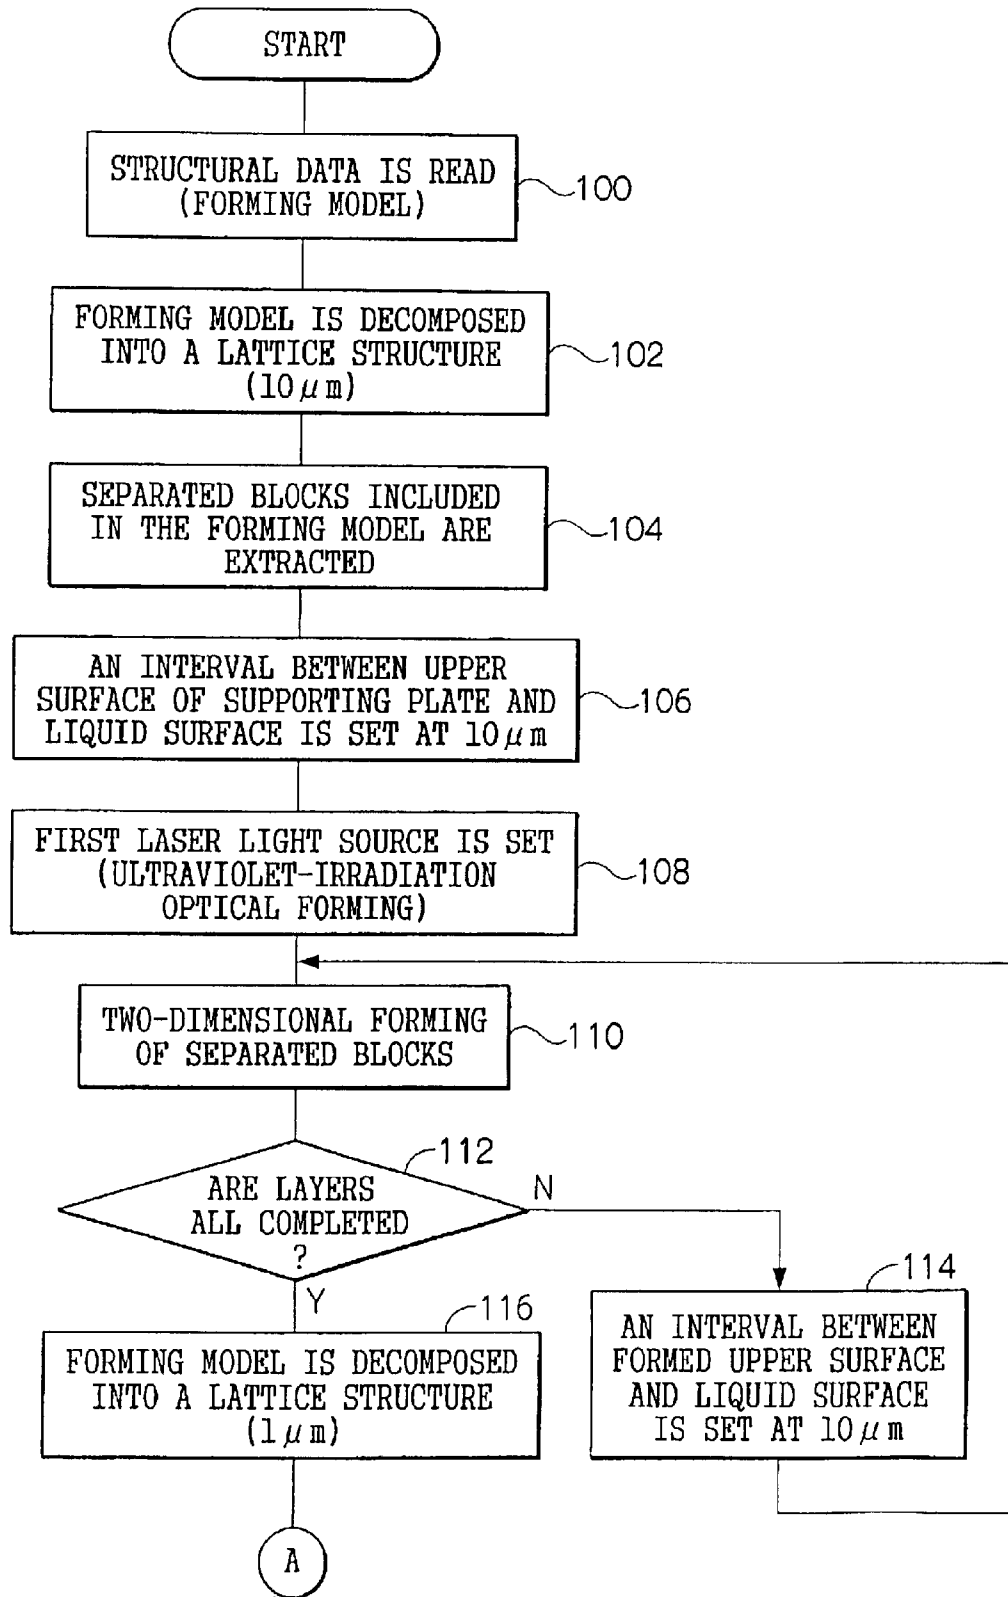 START
STRUCTURAL DATA IS READ
(FORMING MODEL)
100
FORMING MODEL IS DECOMPOSED
INTO A LATTICE STRUCTURE
(10μm)
102
SEPARATED BLOCKS INCLUDED
IN THE FORMING MODEL ARE
EXTRACTED
104
AN INTERVAL BETWEEN UPPER
SURFACE OF SUPPORTING PLATE AND
LIQUID SURFACE IS SET AT 10μm
106
FIRST LASER LIGHT SOURCE IS SET
(ULTRAVIOLET-IRRADIATION
OPTICAL FORMING)
108
TWO-DIMENSIONAL FORMING
OF SEPARATED BLOCKS
110
112
ARE LAYERS
ALL COMPLETED
?
N
Y
114
AN INTERVAL BETWEEN
FORMED UPPER SURFACE
AND LIQUID SURFACE
IS SET AT 10μm
116
FORMING MODEL IS DECOMPOSED
INTO A LATTICE STRUCTURE
(1μm)
A